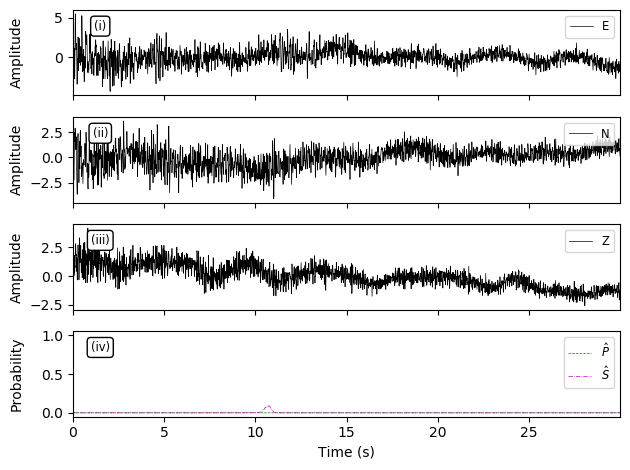 5
0
Amplitude
(i)
E
2.5
0.0
−2.5
Amplitude
(ii)
N
2.5
0.0
−2.5
Amplitude
(iii)
Z
1.0
0.5
0.0
Probability
(iv)
P̂
Ŝ
0 5 10 15 20 25
Time (s)